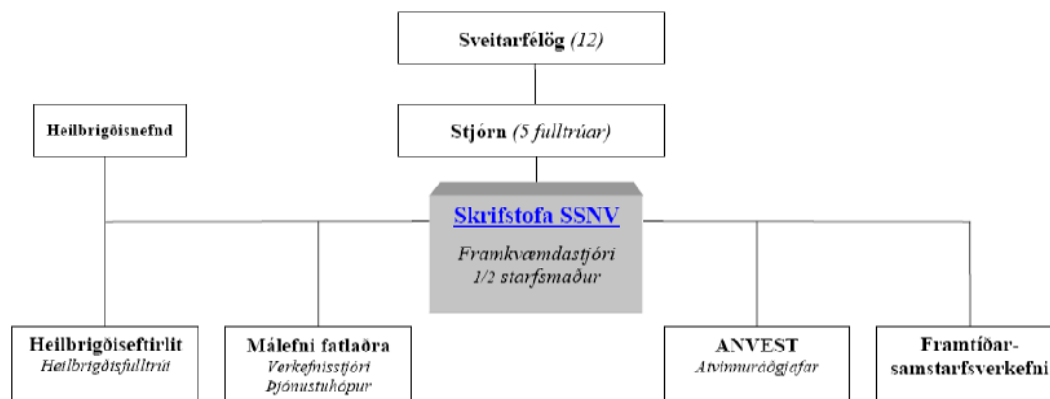 Sveitarfélög (12)
Heilbrigðisnefnd
Stjórn (5 fulltrúar)
Skrifstofa SSNV
Framkvæmdastjóri
1/2 starfsmaður
Heilbrigðiseftirlit
Heilbrigðisfulltrúi
Málefni fatlaðra
Verkefnisstjóri
Þjónustuhópur
ANVEST
Atvinnuráðgjafar
Framtíðar-
samstarfsverkefni